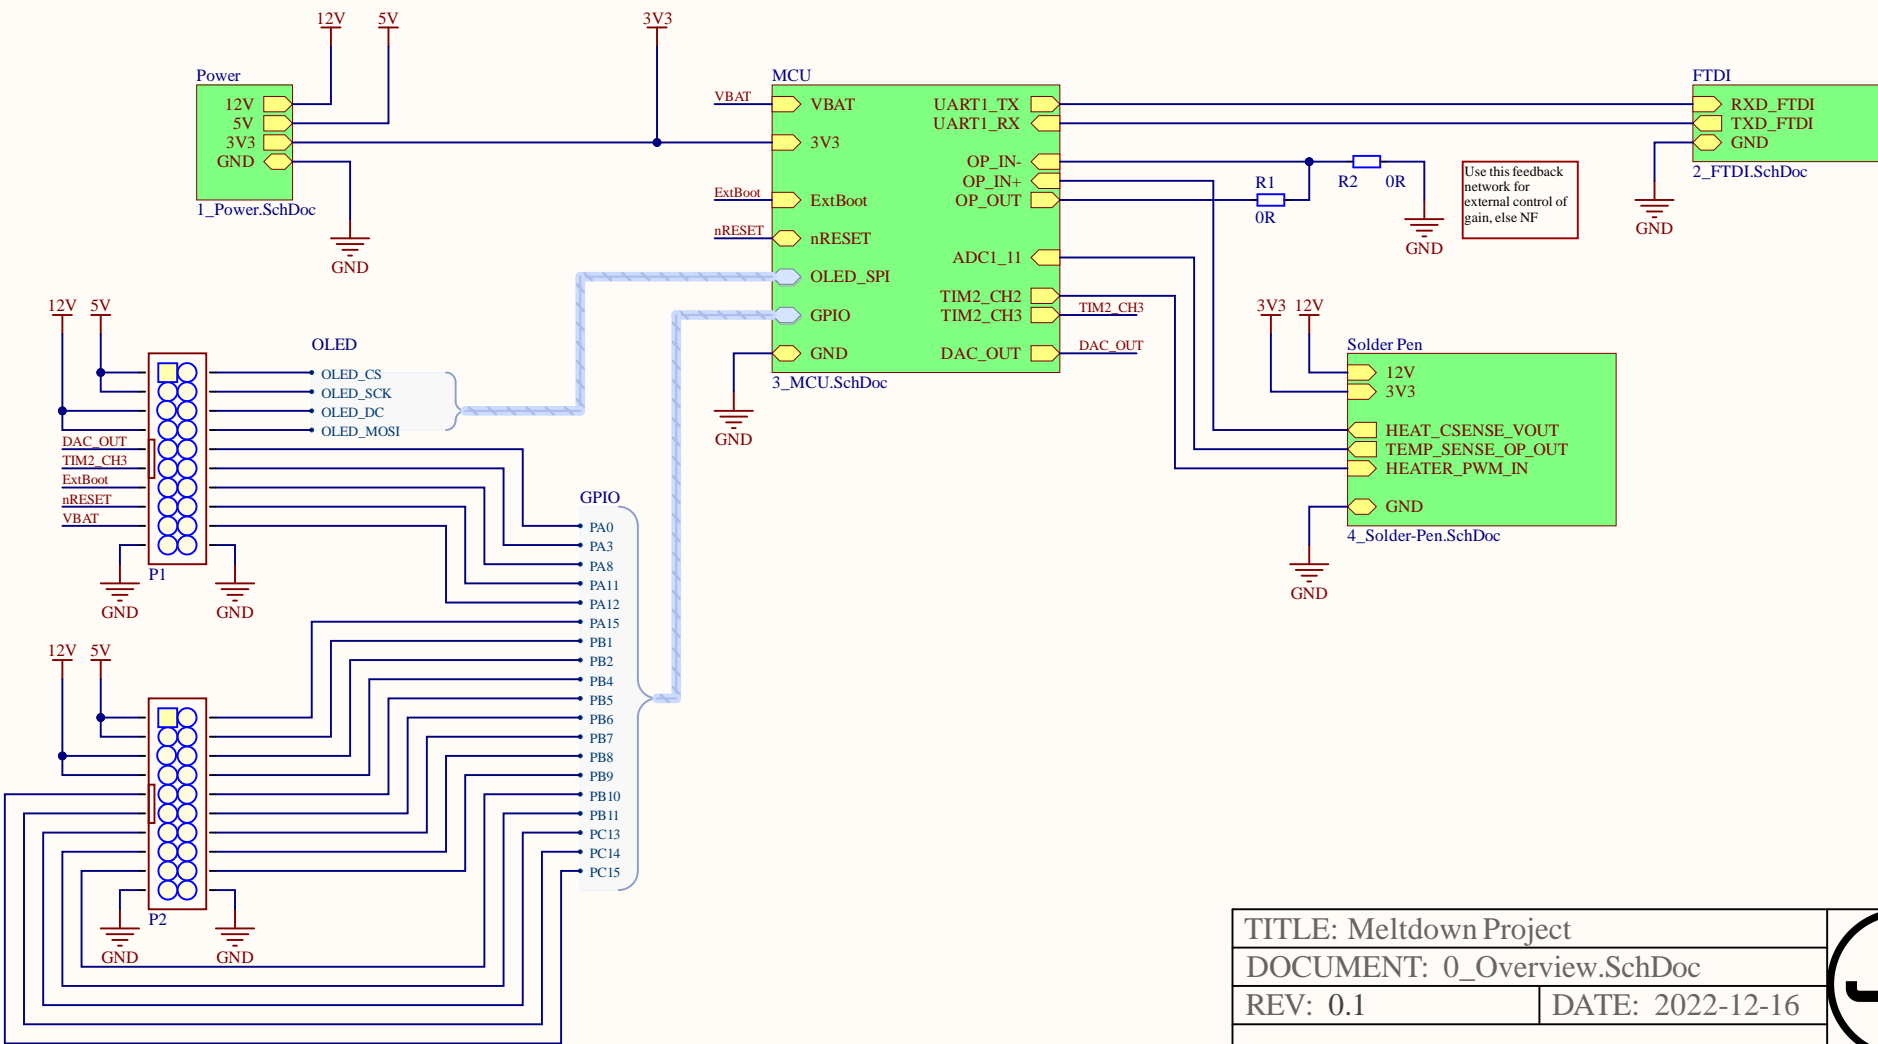 12V
5V
3V3
Power
12V
5V
3V3
GND
1_Power.SchDoc
GND
MCU
VBAT
VBAT
3V3
ExtBoot
ExtBoot
nRESET
nRESET
OLED_SPI
GPIO
GND
UART1_TX
UART1_RX
OP_IN-
OP_IN+
OP_OUT
ADC1_11
TIM2_CH2
TIM2_CH3
TIM2_CH3
DAC_OUT
DAC_OUT
3_MCU.SchDoc
GND
R1
0R
R2
0R
GND
Use this feedback
network for
external control of
gain, else NF
FTDI
RXD_FTDI
TXD_FTDI
GND
2_FTDI.SchDoc
GND
3V3
12V
Solder Pen
12V
3V3
HEAT_CSENSE_VOUT
TEMP_SENSE_OP_OUT
HEATER_PWM_IN
GND
4_Solder-Pen.SchDoc
GND
12V
5V
OLED
OLED_CS
OLED_SCK
OLED_DC
OLED_MOSI
DAC_OUT
TIM2_CH3
ExtBoot
nRESET
VBAT
P1
GND
GND
GPIO
PA0
PA3
PA8
PA11
PA12
PA15
PB1
PB2
PB4
PB5
PB6
PB7
PB8
PB9
PB10
PB11
PC13
PC14
PC15
12V
5V
P2
GND
GND
TITLE: Meltdown Project
DOCUMENT: 0_Overview.SchDoc
REV: 0.1
DATE: 2022-12-16